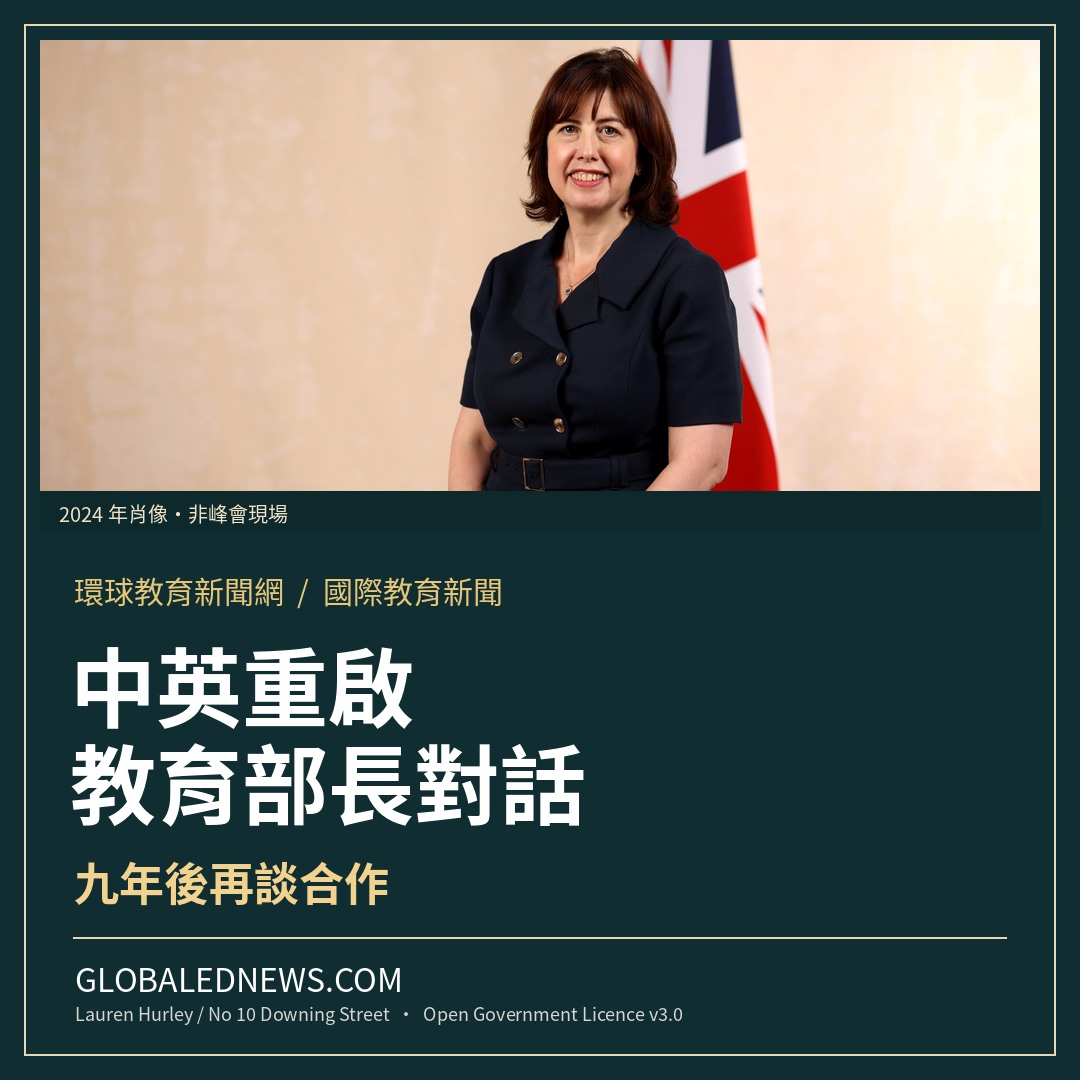 2024 年肖像・非峰會現場
環球教育新聞網 / 國際教育新聞
中英重啟
教育部長對話
九年後再談合作
GLOBALEDNEWS.COM
Lauren Hurley / No 10 Downing Street ・ Open Government Licence v3.0